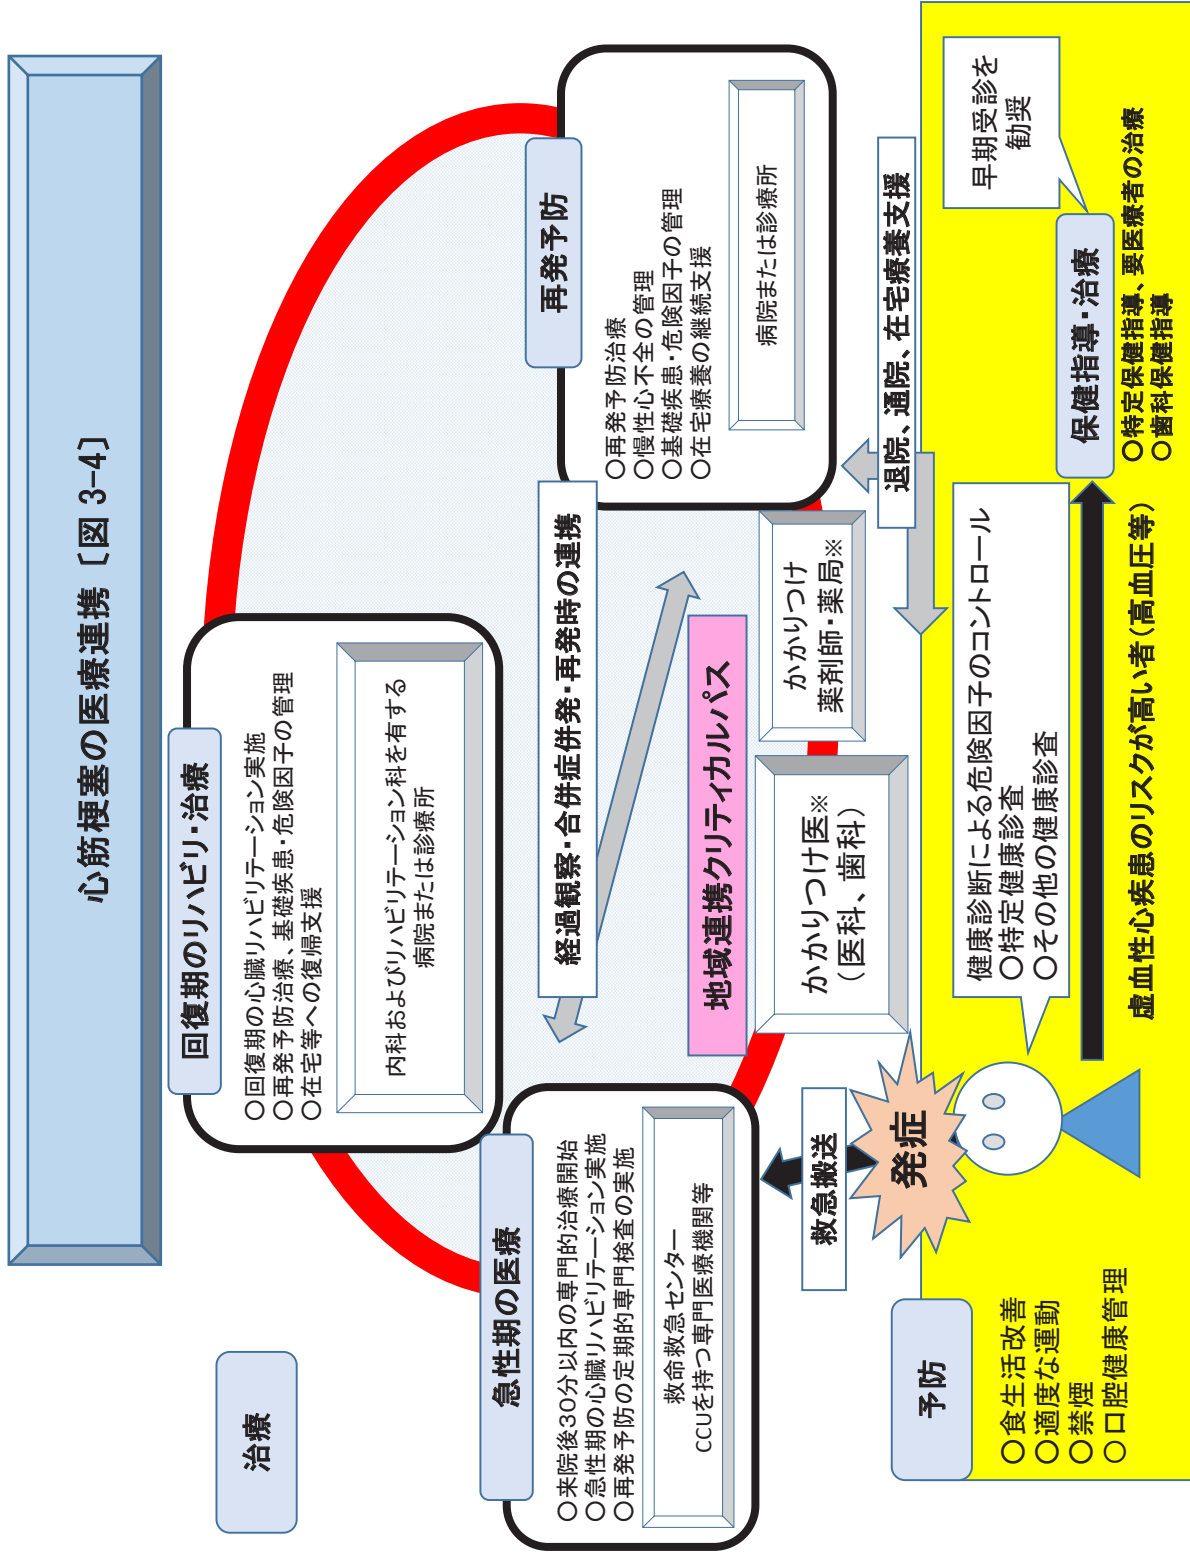 心筋梗塞の医療連携〔図 3-4〕
治療
回復期のリハビリ・治療
○回復期の心臓リハビリテーション実施
○再発予防治療、基礎疾患・危険因子の管理
○在宅等への復帰支援
内科およびリハビリテーション科を有する
病院または診療所
急性期の医療
○来院後30分以内の専門的治療開始
○急性期の心臓リハビリテーション実施
○再発予防の定期的専門検査の実施
救命救急センター
CCUを持つ専門医療機関等
経過観察・合併症併発・再発時の連携
再発予防
○再発予防治療
○慢性心不全の管理
○基礎疾患・危険因子の管理
○在宅療養の継続支援
病院または診療所
地域連携クリティカルパス
かかりつけ医※
（医科、歯科）
かかりつけ
薬剤師・薬局※
救急搬送
退院、通院、在宅療養支援
発症
予防
○食生活改善
○適度な運動
○禁煙
○口腔健康管理
健康診断による危険因子のコントロール
○特定健康診査
○その他の健康診査
虚血性心疾患のリスクが高い者（高血圧等）
早期受診を
勧奨
保健指導・治療
○特定保健指導、要医療者の治療
○歯科保健指導